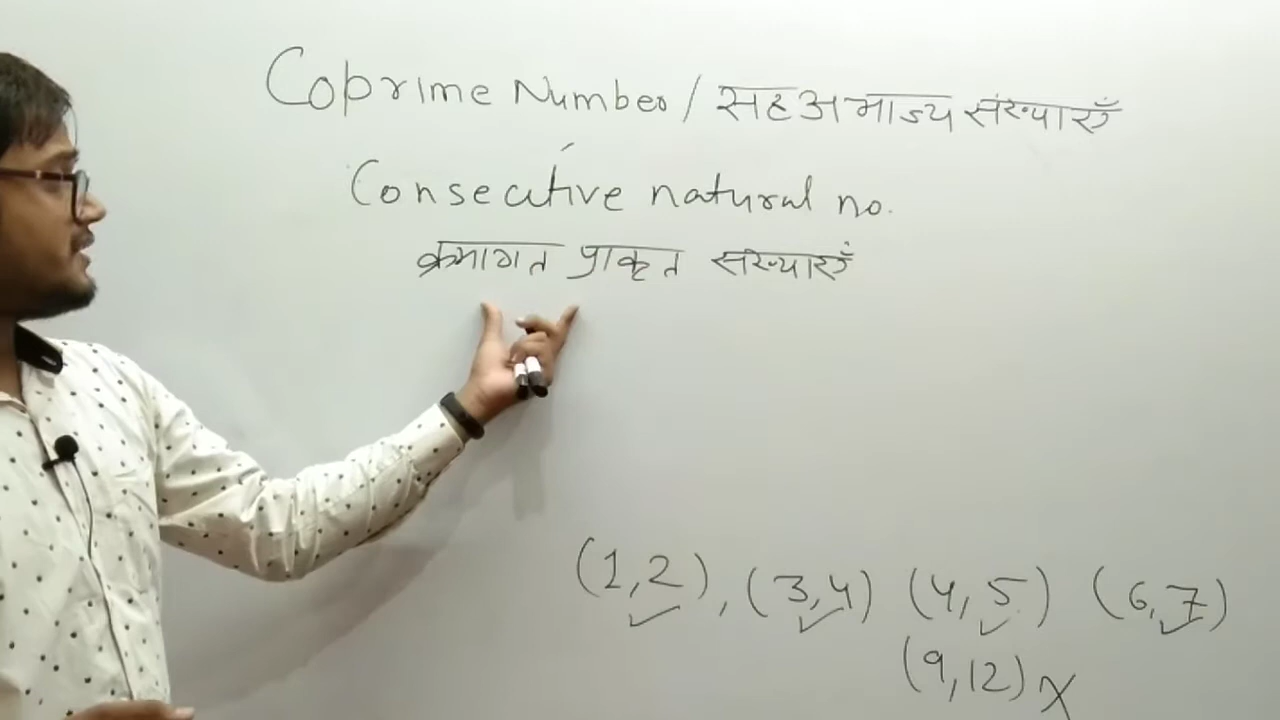 Coprime Number / सहअभाज्य संख्याएँ
Consecutive natural no.
क्रमागत प्राकृत संख्याएँ
(1,2), (3,4) (4,5) (6,7)
(9,12) X